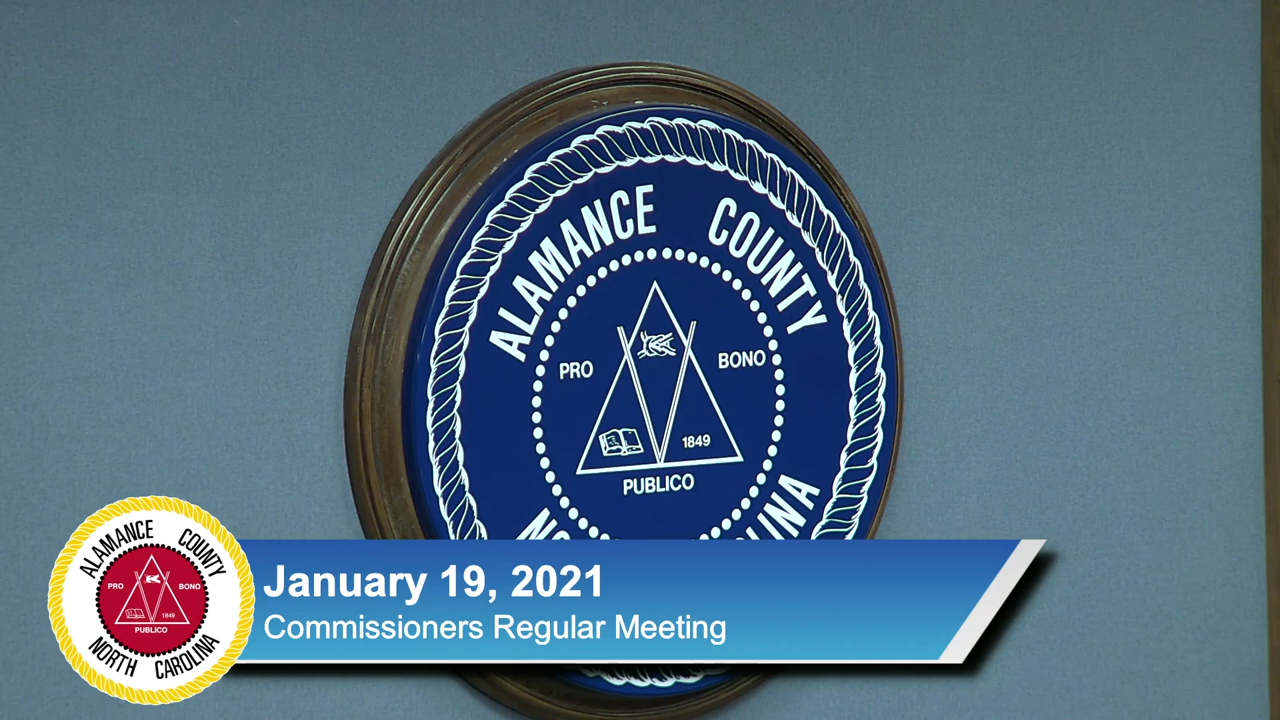 ALAMANCE COUNTY
PRO BONO
1849
PUBLICO
January 19, 2021
Commissioners Regular Meeting
ALAMANCE COUNTY
PRO BONO
1849
PUBLICO
NORTH CAROLINA